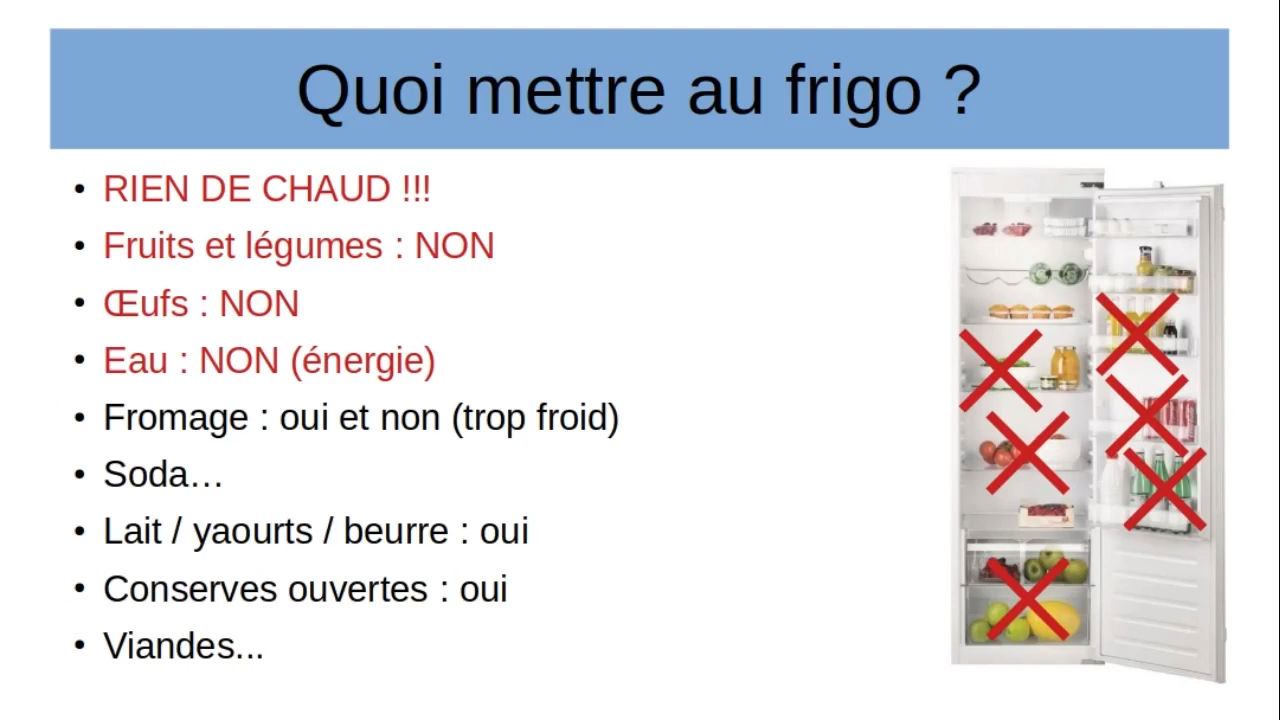 Quoi mettre au frigo ?
• RIEN DE CHAUD !!!
• Fruits et légumes : NON
• Œufs : NON
• Eau : NON (énergie)
• Fromage : oui et non (trop froid)
• Soda…
• Lait / yaourts / beurre : oui
• Conserves ouvertes : oui
• Viandes...